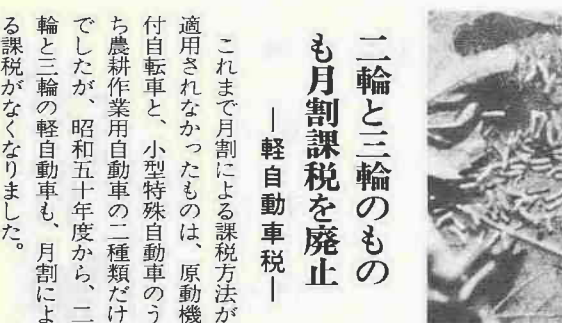 二輪と三輪のもの
も月割課税を廃止
―軽自動車税―
これまで月割による課税方法が
適用されなかったものは、原動機
付自転車と、小型特殊自動車のう
ち農耕作業用自動車の二種類だけ
でしたが、昭和五十年度から、二
輪と三輪の軽自動車も、月割によ
る課税がなくなりました。